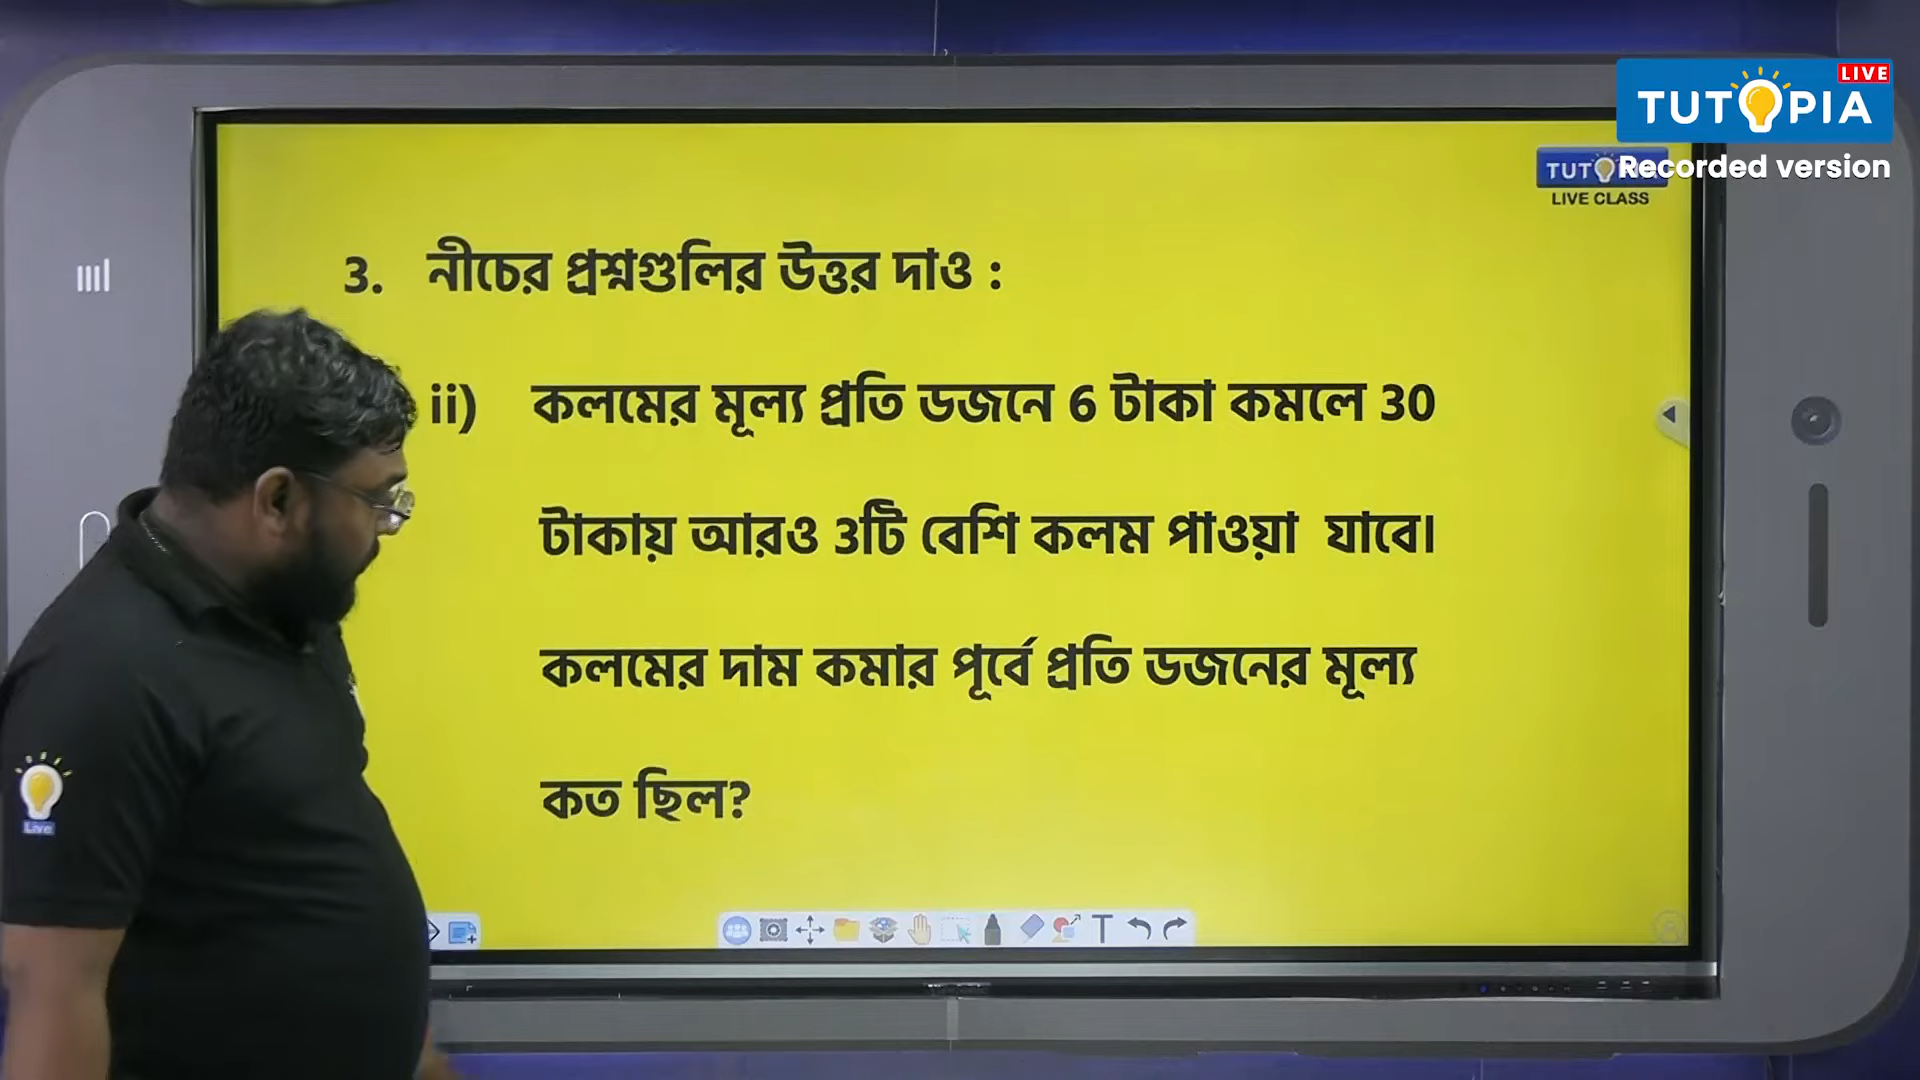 LIVE
TUTOPIA
Recorded version
LIVE CLASS
3. নীচের প্রশ্নগুলির উত্তর দাও :
ii) কলমের মূল্য প্রতি ডজনে 6 টাকা কমলে 30
টাকায় আরও 3টি বেশি কলম পাওয়া যাবে।
কলমের দাম কমার পূর্বে প্রতি ডজনের মূল্য
কত ছিল?
Live